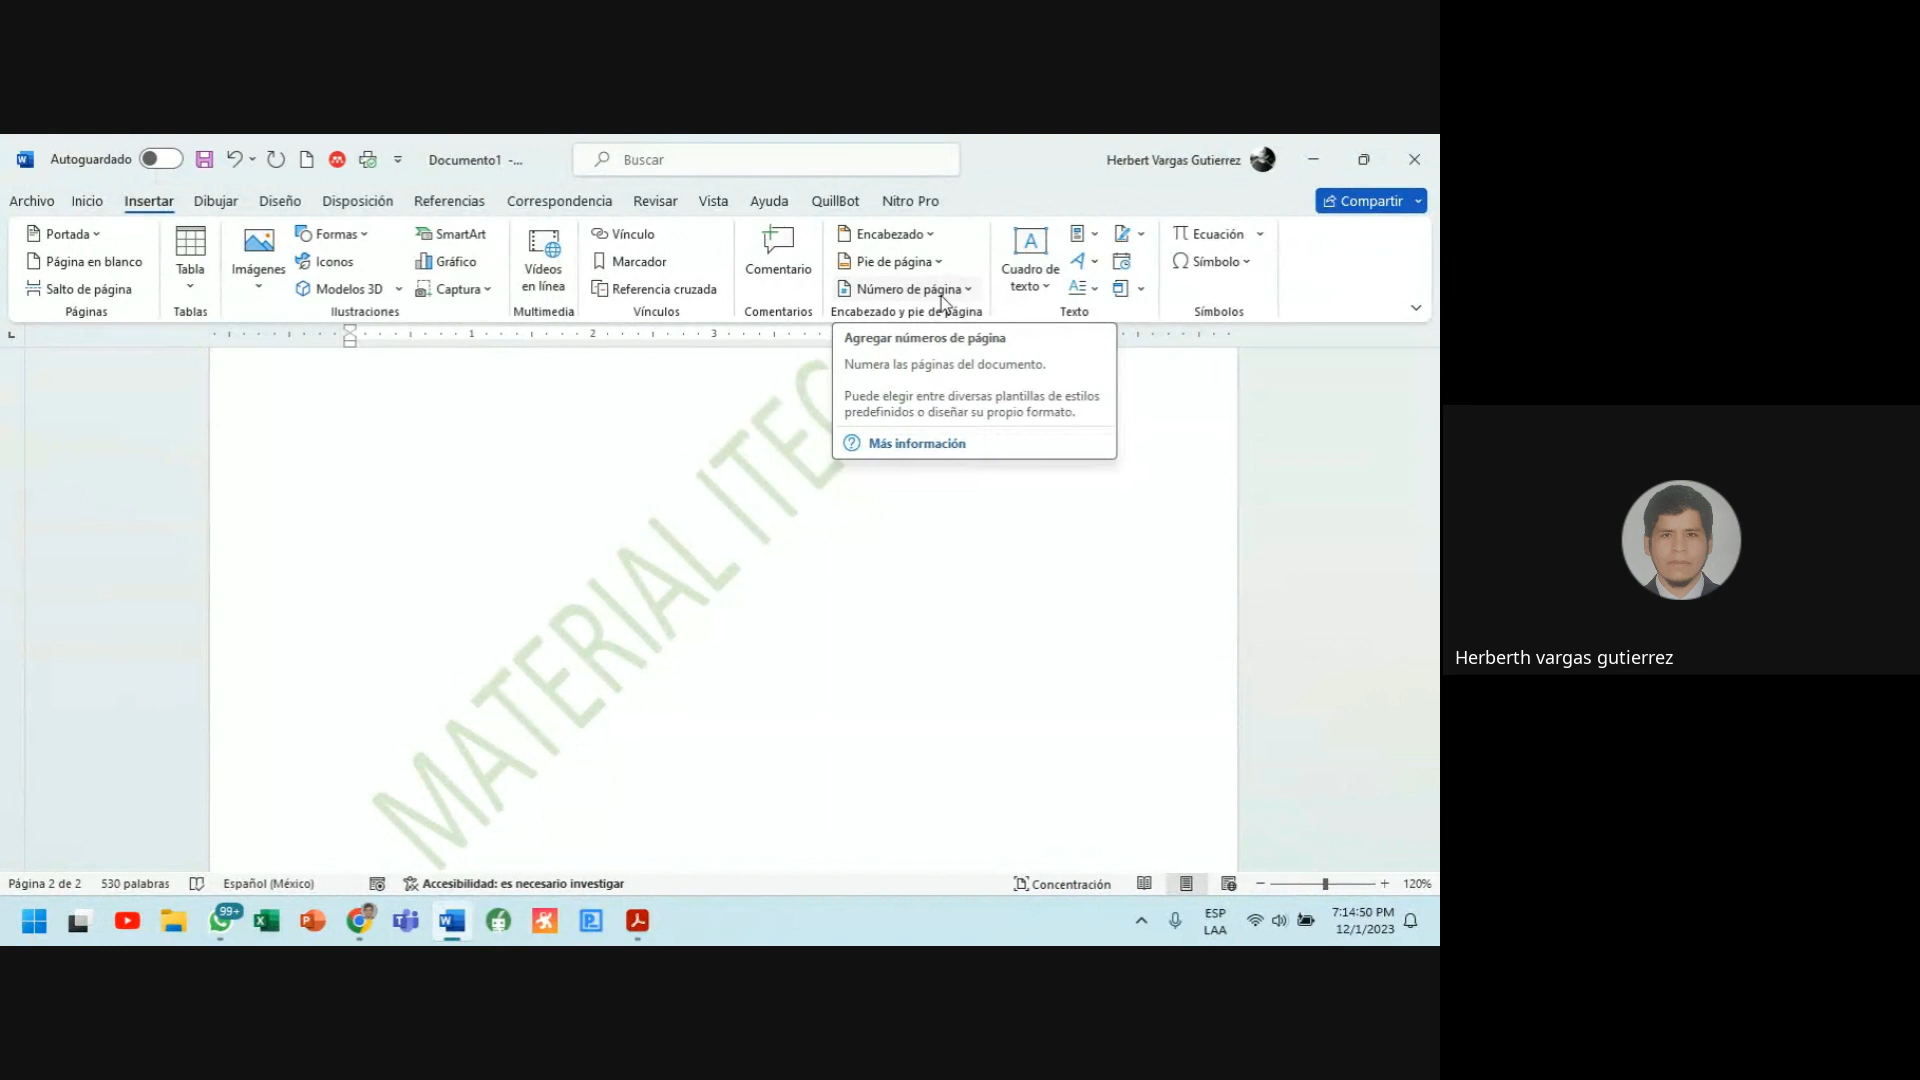 Autoguardado
Documento1 -...
Buscar
Herbert Vargas Gutierrez
Archivo Inicio Insertar Dibujar Diseño Disposición Referencias Correspondencia Revisar Vista Ayuda QuillBot Nitro Pro
Compartir
Portada
Página en blanco
Salto de página
Páginas
Tabla
Tablas
Imágenes
Formas
Iconos
Modelos 3D
SmartArt
Gráfico
Captura
Ilustraciones
Vídeos
en línea
Multimedia
Vínculo
Marcador
Referencia cruzada
Vínculos
Comentario
Comentarios
Encabezado
Pie de página
Número de página
Encabezado y pie de página
Cuadro de
texto
Texto
Ecuación
Símbolo
Símbolos
1 2 3
Agregar números de página
Numera las páginas del documento.
Puede elegir entre diversas plantillas de estilos
predefinidos o diseñar su propio formato.
Más información
MATERIAL ITEC
Herberth vargas gutierrez
Página 2 de 2 530 palabras Español (México) Accesibilidad: es necesario investigar Concentración 120%
99+
ESP
LAA
7:14:50 PM
12/1/2023